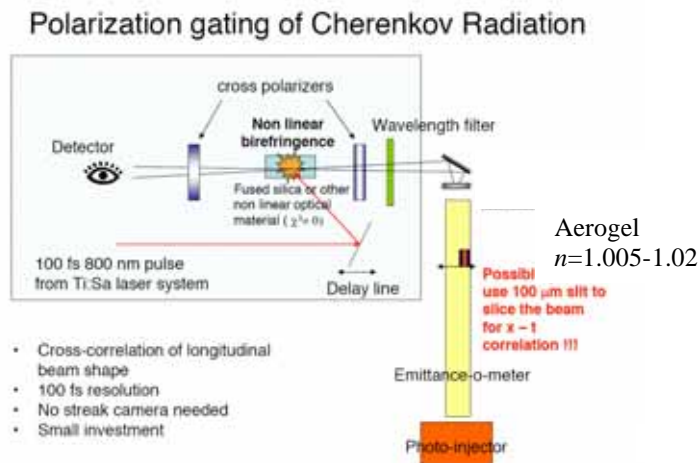 Polarization gating of Cherenkov Radiation
cross polarizers
Non linear
birefringence
Wavelength filter
Detector
Fused silica or other
non linear optical
material ( χ³≠ 0)
100 fs 800 nm pulse
from Ti:Sa laser system
Delay line
Aerogel
n=1.005-1.02
Possibl
use 100 μm slit to
slice the beam
for x – t
correlation !!!
Emittance-o-meter
Photo-injector
• Cross-correlation of longitudinal
beam shape
• 100 fs resolution
• No streak camera needed
• Small investment